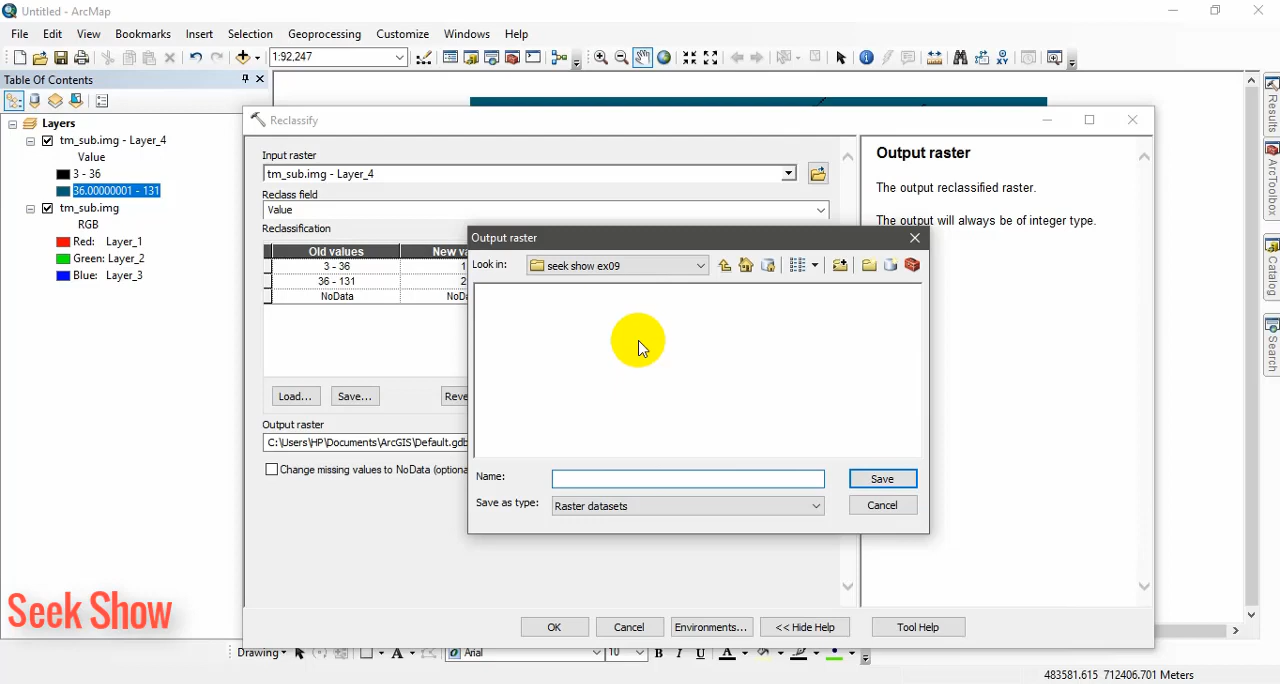 Untitled - ArcMap
File Edit View Bookmarks Insert Selection Geoprocessing Customize Windows Help
1:92,247
Table Of Contents
Layers
tm_sub.img - Layer_4
Value
3 - 36
36.00000001 - 131
tm_sub.img
RGB
Red: Layer_1
Green: Layer_2
Blue: Layer_3
Reclassify
Input raster
tm_sub.img - Layer_4
Reclass field
Value
Reclassification
Old values New va
3 - 36 1
36 - 131 2
NoData NoDa
Load... Save... Reve
Output raster
C:\Users\HP\Documents\ArcGIS\Default.gdb
Change missing values to NoData (optiona
OK Cancel Environments... << Hide Help Tool Help
Output raster
The output reclassified raster.
The output will always be of integer type.
Output raster
Look in: seek show ex09
Name:
Save
Save as type: Raster datasets
Cancel
Results
ArcToolbox
Catalog
Search
Seek Show
Drawing A Arial 10 B I U A
483581.615 712406.701 Meters